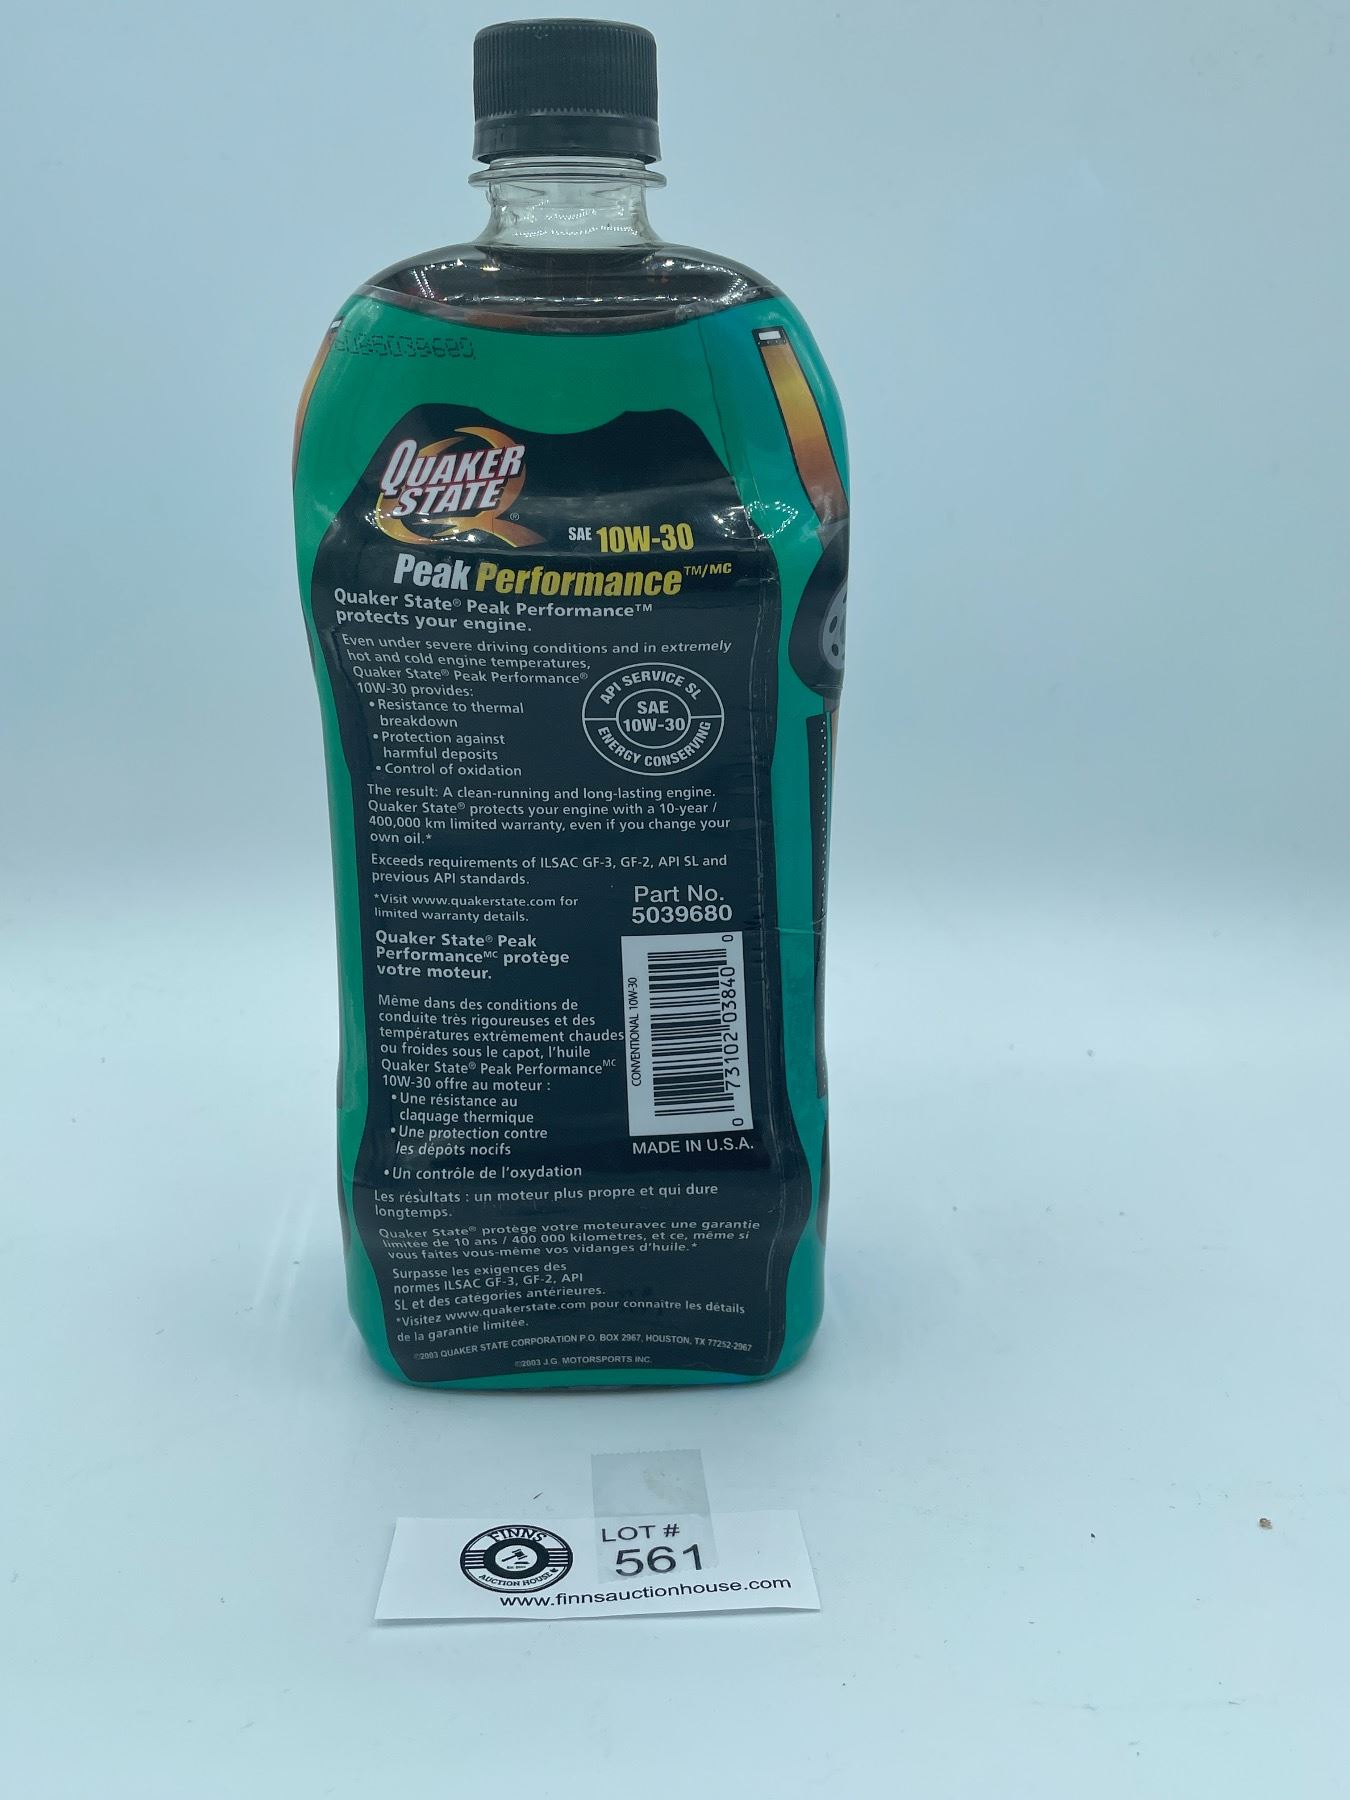 5039680
QUAKER
STATE®
SAE 10W-30
Peak Performance™/MC
Quaker State® Peak Performance™
protects your engine.
Even under severe driving conditions and in extremely
hot and cold engine temperatures,
Quaker State® Peak Performance®
10W-30 provides:
• Resistance to thermal
breakdown
• Protection against
harmful deposits
• Control of oxidation
API SERVICE SL
SAE
10W-30
ENERGY CONSERVING
The result: A clean-running and long-lasting engine.
Quaker State® protects your engine with a 10-year /
400,000 km limited warranty, even if you change your
own oil.*
Exceeds requirements of ILSAC GF-3, GF-2, API SL and
previous API standards.
*Visit www.quakerstate.com for
limited warranty details.
Part No.
5039680
Quaker State® Peak
Performance MC protège
votre moteur.
Même dans des conditions de
conduite très rigoureuses et des
températures extrêmement chaudes
ou froides sous le capot, l'huile
Quaker State® Peak Performance MC
10W-30 offre au moteur :
• Une résistance au
claquage thermique
• Une protection contre
les dépôts nocifs
• Un contrôle de l'oxydation
CONVENTIONAL 10W-30
0 73102 03840 0
MADE IN U.S.A.
Les résultats : un moteur plus propre et qui dure
longtemps.
Quaker State® protège votre moteuravec une garantie
limitée de 10 ans / 400 000 kilomètres, et ce, même si
vous faites vous-même vos vidanges d'huile.*
Surpasse les exigences des
normes ILSAC GF-3, GF-2, API
SL et des catégories antérieures.
*Visitez www.quakerstate.com pour connaître les détails
de la garantie limitée.
©2003 QUAKER STATE CORPORATION P.O. BOX 2967, HOUSTON, TX 77252-2967
©2003 J.G. MOTORSPORTS INC.
FINNS
AUCTION HOUSE
LOT #
561
www.finnsauctionhouse.com